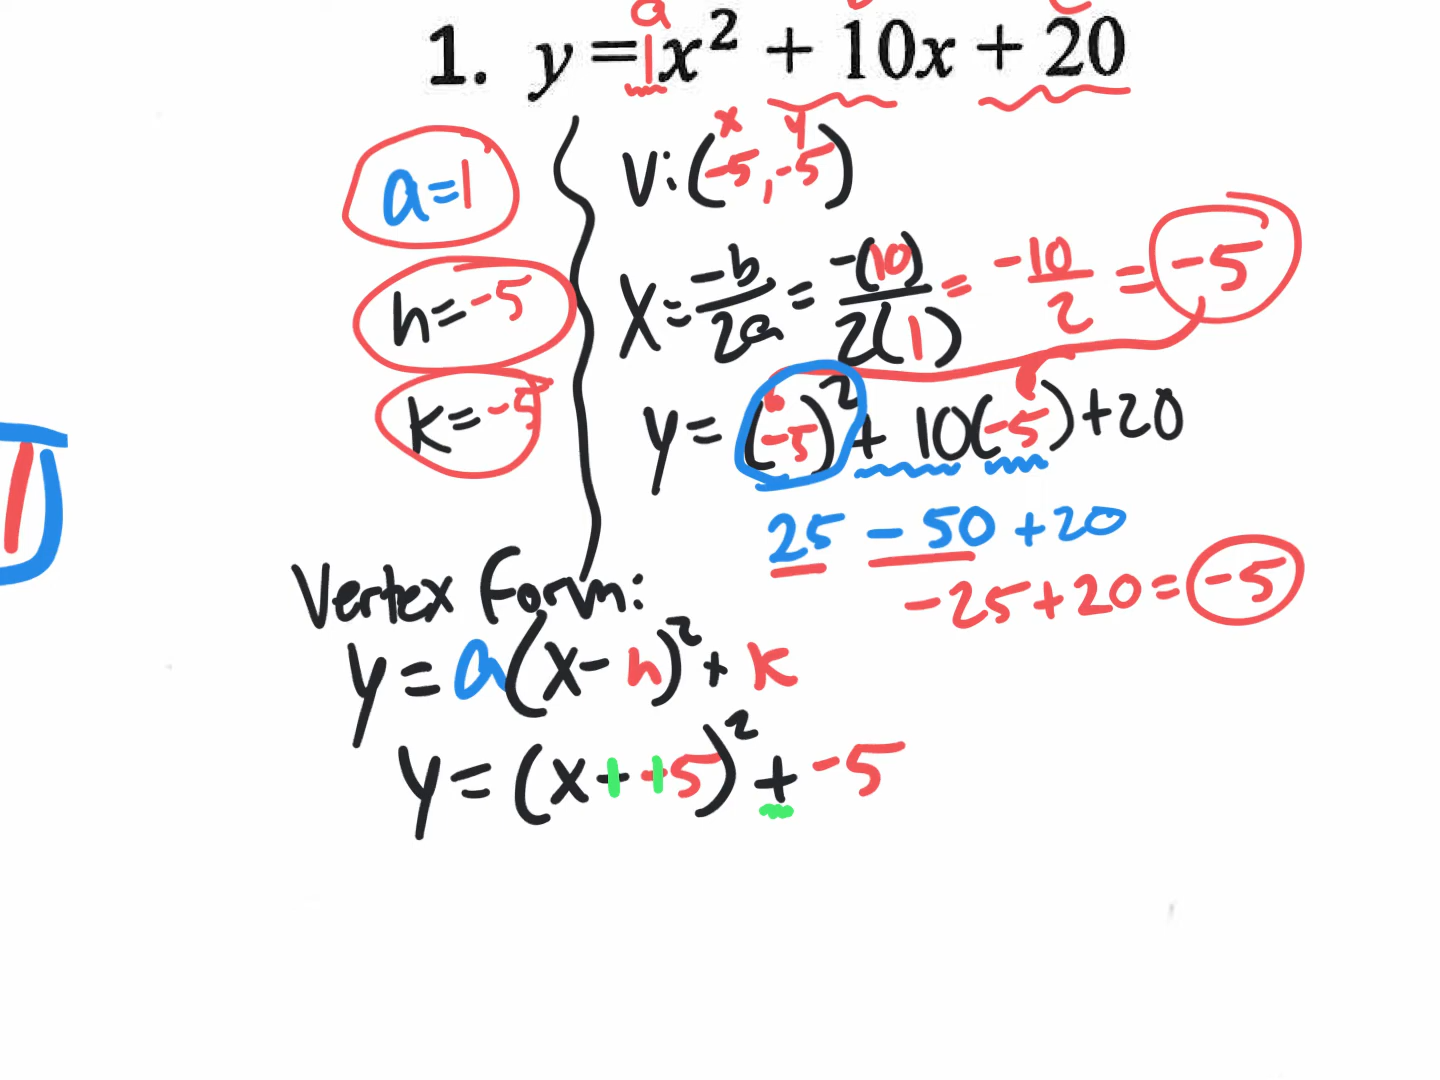 a
1. y = 1x² + 10x + 20
a=1
h=-5
k=-5
x y
V: (-5, -5)
X = -b/2a = -(10)/2(1) = -10/2 = -5
y = (-5)² + 10(-5) + 20
25 - 50 + 20
-25 + 20 = -5
Vertex Form:
y = a(x - h)² + k
y = (x + +5)² + -5